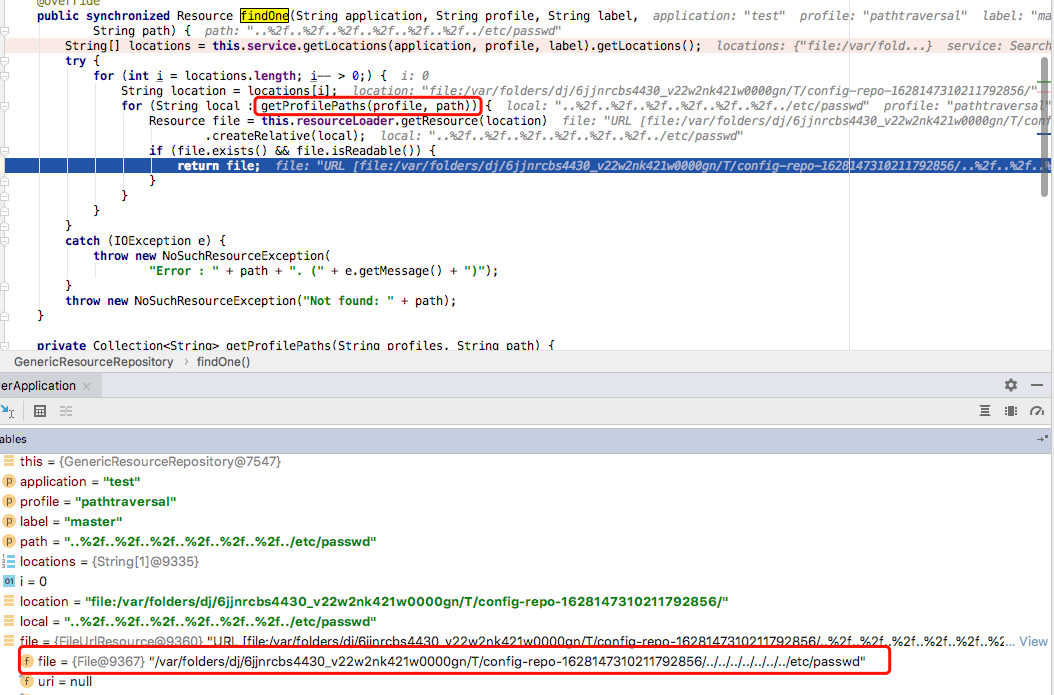 @Override
public synchronized Resource findOne(String application, String profile, String label, application: "test" profile: "pathtraversal" label: "ma
String path) { path: "..%2f..%2f..%2f..%2f..%2f..%2f../etc/passwd"
String[] locations = this.service.getLocations(application, profile, label).getLocations(); locations: {"file:/var/fold...} service: Search
try {
for (int i = locations.length; i-- > 0;) { i: 0
String location = locations[i]; location: "file:/var/folders/dj/6jjnrcbs4430_v22w2nk421w0000gn/T/config-repo-1628147310211792856/"
for (String local : getProfilePaths(profile, path)) { local: "..%2f..%2f..%2f..%2f..%2f..%2f../etc/passwd" profile: "pathtraversal"
Resource file = this.resourceLoader.getResource(location) file: "URL [file:/var/folders/dj/6jjnrcbs4430_v22w2nk421w0000gn/T/conf
.createRelative(local); local: "..%2f..%2f..%2f..%2f..%2f..%2f../etc/passwd"
if (file.exists() && file.isReadable()) {
return file; file: "URL [file:/var/folders/dj/6jjnrcbs4430_v22w2nk421w0000gn/T/config-repo-1628147310211792856/..%2f..%2f..%
}
}
}
}
catch (IOException e) {
throw new NoSuchResourceException(
"Error : " + path + ". (" + e.getMessage() + ")");
}
throw new NoSuchResourceException("Not found: " + path);
}
private Collection<String> getProfilePaths(String profiles, String path) {
GenericResourceRepository › findOne()
erApplication ×
ables
this = {GenericResourceRepository@7547}
application = "test"
profile = "pathtraversal"
label = "master"
path = "..%2f..%2f..%2f..%2f..%2f..%2f../etc/passwd"
locations = {String[1]@9335}
i = 0
location = "file:/var/folders/dj/6jjnrcbs4430_v22w2nk421w0000gn/T/config-repo-1628147310211792856/"
local = "..%2f..%2f..%2f..%2f..%2f..%2f../etc/passwd"
file = {FileUrlResource@9360} "URL [file:/var/folders/dj/6jjnrcbs4430_v22w2nk421w0000gn/T/config-repo-1628147310211792856/..%2f..%2f..%2f..%2f..%2... View
file = {File@9367} "/var/folders/dj/6jjnrcbs4430_v22w2nk421w0000gn/T/config-repo-1628147310211792856/../../../../../../../etc/passwd"
uri = null